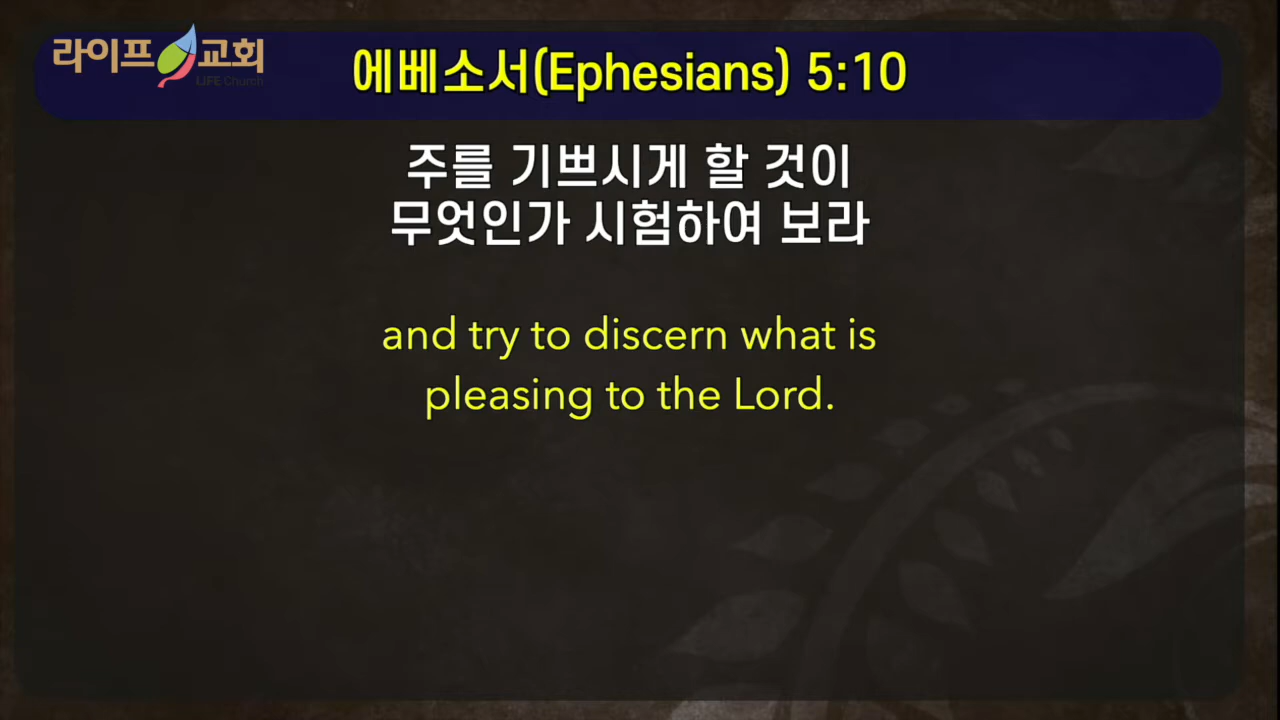 라이프 교회
LIFE Church
에베소서(Ephesians) 5:10
주를 기쁘시게 할 것이
무엇인가 시험하여 보라
and try to discern what is
pleasing to the Lord.